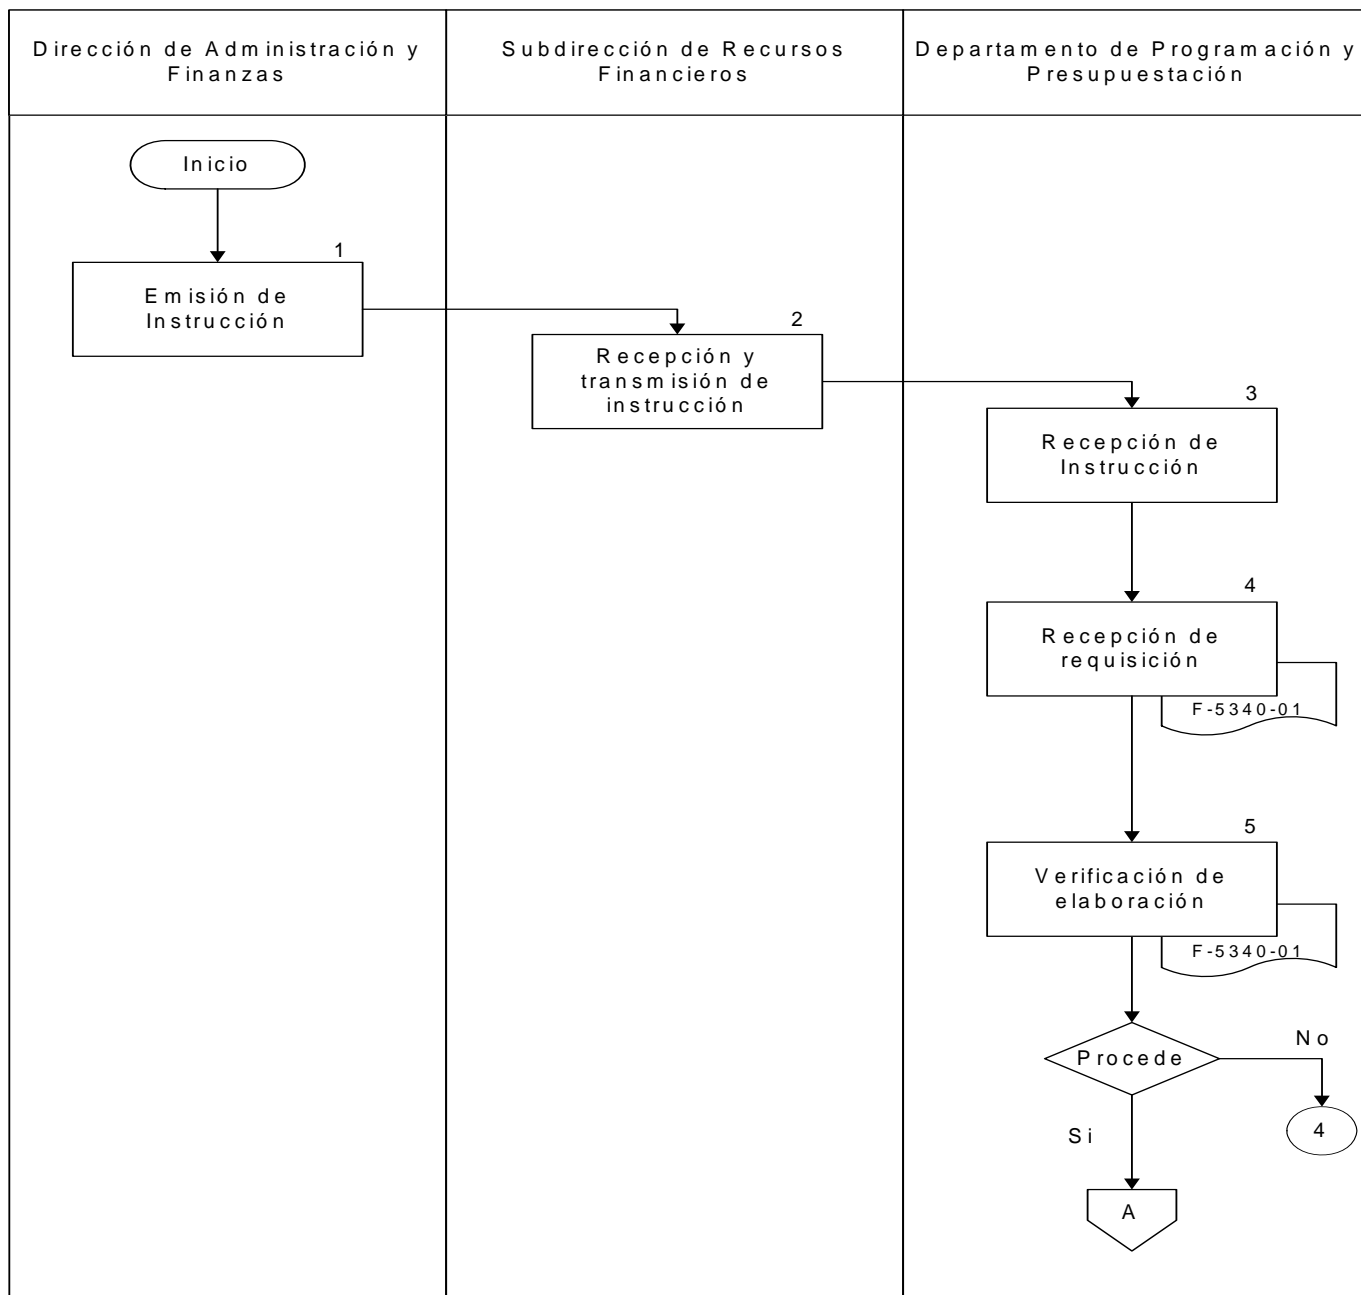 Dirección de Administración y
Finanzas
Subdirección de Recursos
Financieros
Departamento de Programación y
Presupuestación
Inicio
1
Emisión de
Instrucción
2
Recepción y
transmisión de
instrucción
3
Recepción de
Instrucción
4
Recepción de
requisición
F-5340-01
5
Verificación de
elaboración
F-5340-01
Procede
No
4
Si
A